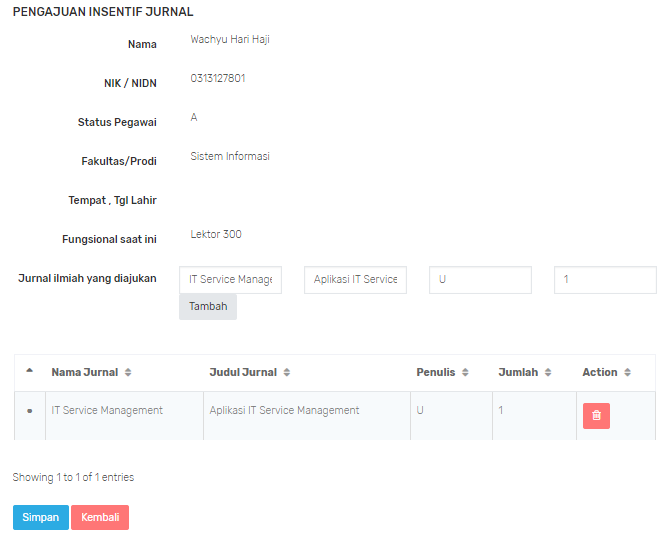 PENGAJUAN INSENTIF JURNAL
Nama Wachyu Hari Haji
NIK / NIDN 0313127801
Status Pegawai A
Fakultas/Prodi Sistem Informasi
Tempat , Tgl Lahir
Fungsional saat ini Lektor 300
Jurnal ilmiah yang diajukan IT Service Manage Aplikasi IT Service U 1
Tambah
Nama Jurnal Judul Jurnal Penulis Jumlah Action
IT Service Management Aplikasi IT Service Management U 1
Showing 1 to 1 of 1 entries
Simpan Kembali